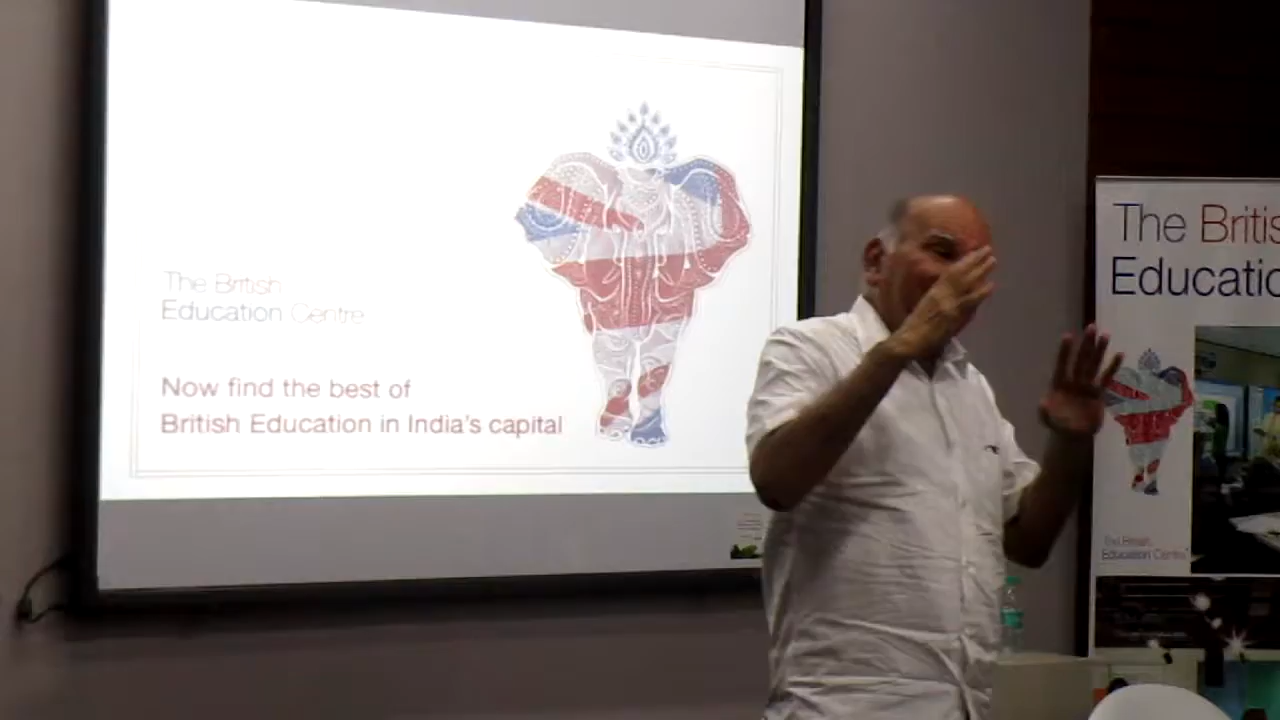 The British
Education Centre
Now find the best of
British Education in India's capital
The Britis
Educatio
The British
Education Centre